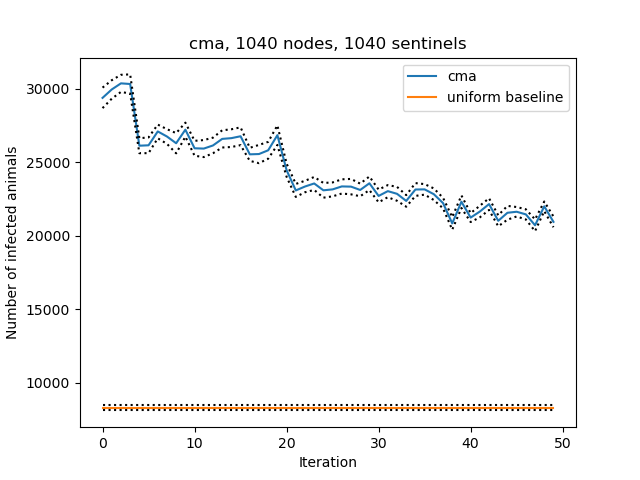 cma, 1040 nodes, 1040 sentinels
cma
uniform baseline
Number of infected animals
30000
25000
20000
15000
10000
0 10 20 30 40 50
Iteration